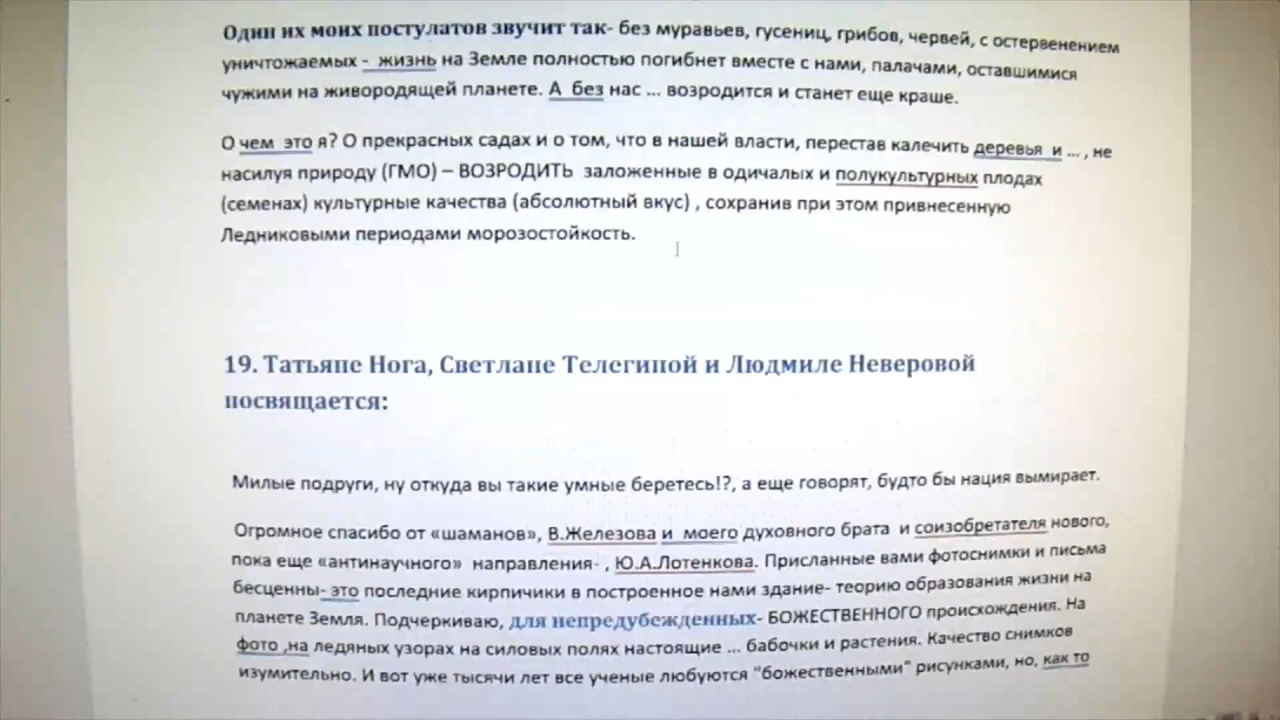 Один их моих постулатов звучит так- без муравьев, гусениц, грибов, червей, с остервенением
уничтожаемых - жизнь на Земле полностью погибнет вместе с нами, палачами, оставшимися
чужими на живородящей планете. А без нас ... возродится и станет еще краше.
О чем это я? О прекрасных садах и о том, что в нашей власти, перестав калечить деревья и ... , не
насилуя природу (ГМО) – ВОЗРОДИТЬ заложенные в одичалых и полукультурных плодах
(семенах) культурные качества (абсолютный вкус) , сохранив при этом привнесенную
Ледниковыми периодами морозостойкость.
19. Татьяне Нога, Светлане Телегиной и Людмиле Неверовой
посвящается:
Милые подруги, ну откуда вы такие умные беретесь!?, а еще говорят, будто бы нация вымирает.
Огромное спасибо от «шаманов», В.Железова и моего духовного брата и соизобретателя нового,
пока еще «антинаучного» направления- , Ю.А.Лотенкова. Присланные вами фотоснимки и письма
бесценны- это последние кирпичики в построенное нами здание- теорию образования жизни на
планете Земля. Подчеркиваю, для непредубежденных- БОЖЕСТВЕННОГО происхождения. На
фото ,на ледяных узорах на силовых полях настоящие ... бабочки и растения. Качество снимков
изумительно. И вот уже тысячи лет все ученые любуются "божественными" рисунками, но, как то